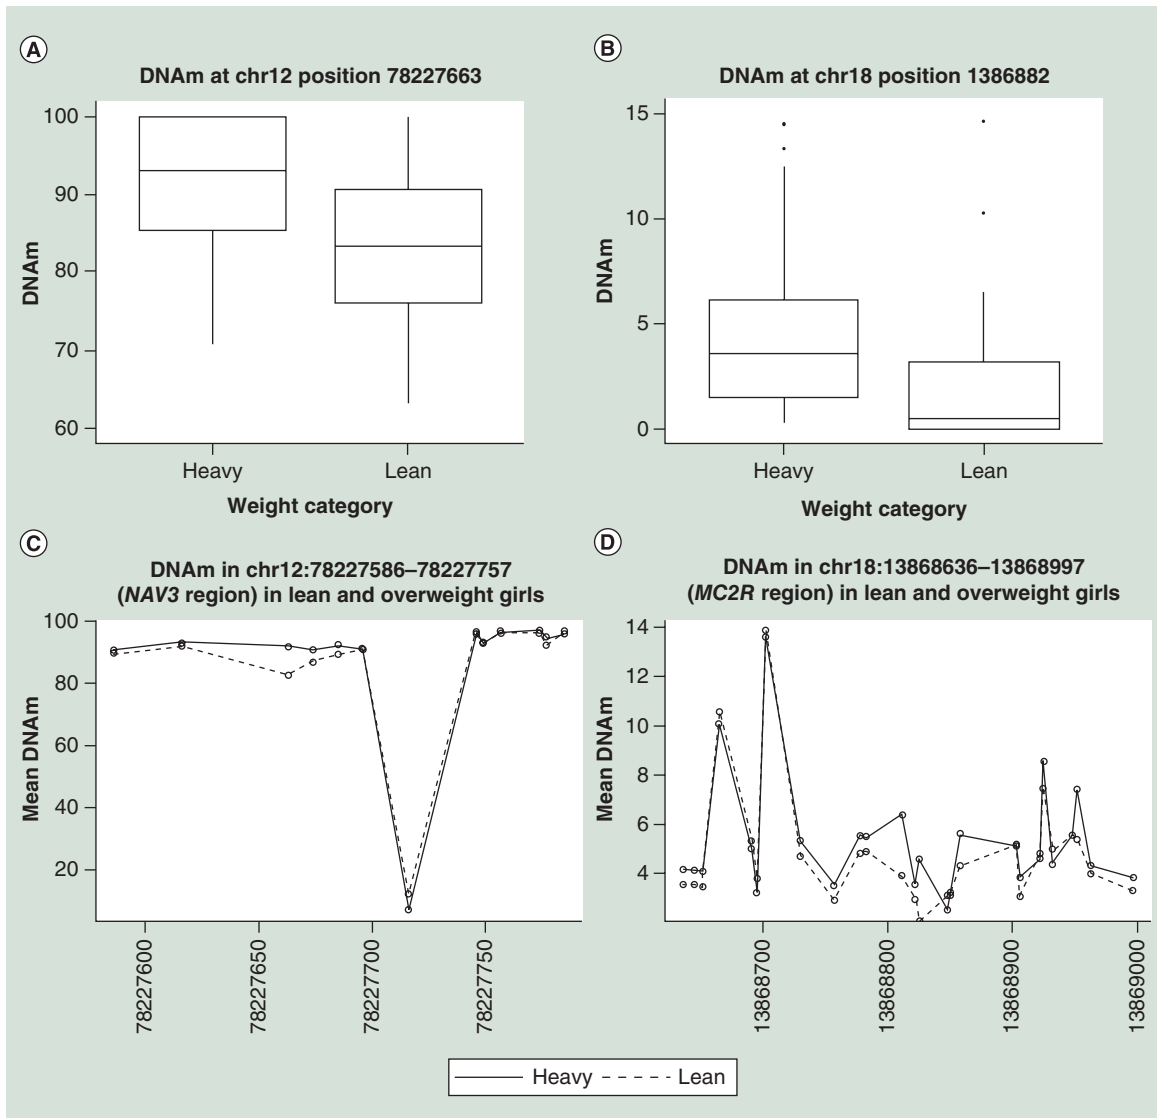 A
DNAm at chr12 position 78227663
100
90
80
70
60
DNAm
Heavy
Lean
Weight category
B
DNAm at chr18 position 1386882
15
10
5
0
DNAm
Heavy
Lean
Weight category
C
DNAm in chr12:78227586–78227757
(NAV3 region) in lean and overweight girls
100
80
60
40
20
Mean DNAm
78227600
78227650
78227700
78227750
D
DNAm in chr18:13868636–13868997
(MC2R region) in lean and overweight girls
14
12
10
8
6
4
Mean DNAm
13868700
13868800
13868900
13869000
Heavy
Lean